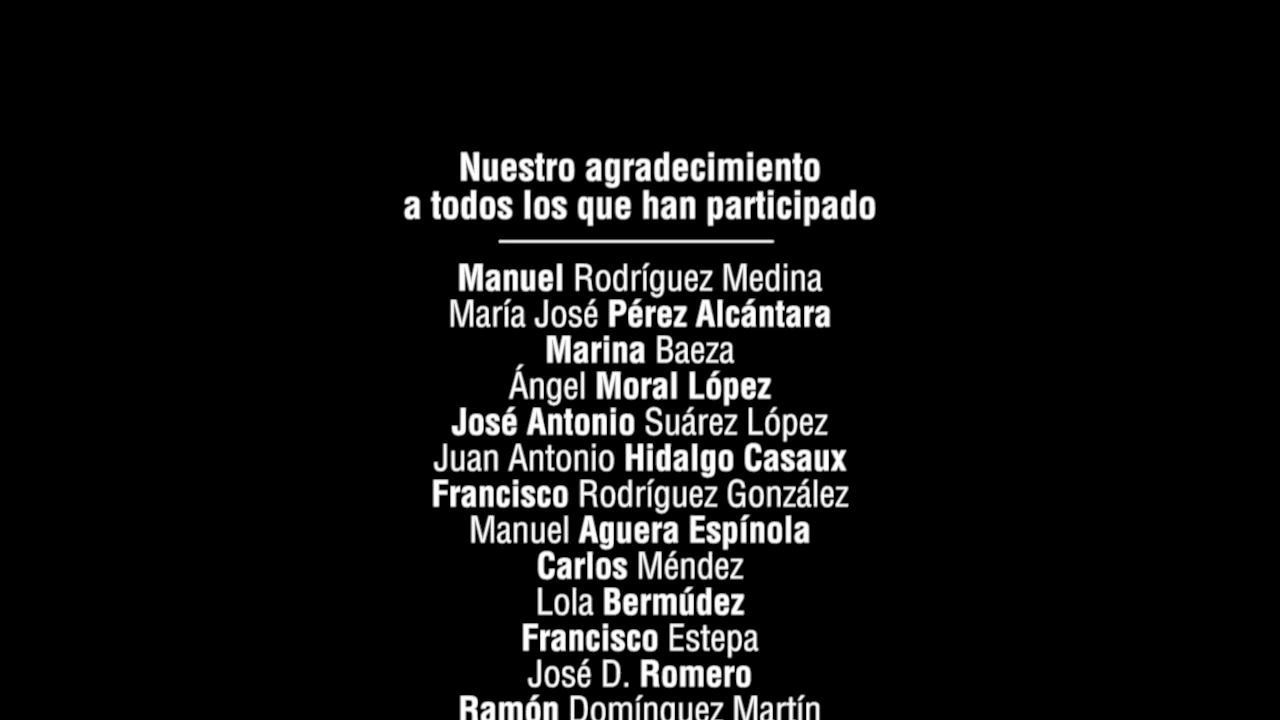 Nuestro agradecimiento
a todos los que han participado
Manuel Rodríguez Medina
María José Pérez Alcántara
Marina Baeza
Ángel Moral López
José Antonio Suárez López
Juan Antonio Hidalgo Casaux
Francisco Rodríguez González
Manuel Aguera Espínola
Carlos Méndez
Lola Bermúdez
Francisco Estepa
José D. Romero
Ramón Domínguez Martín